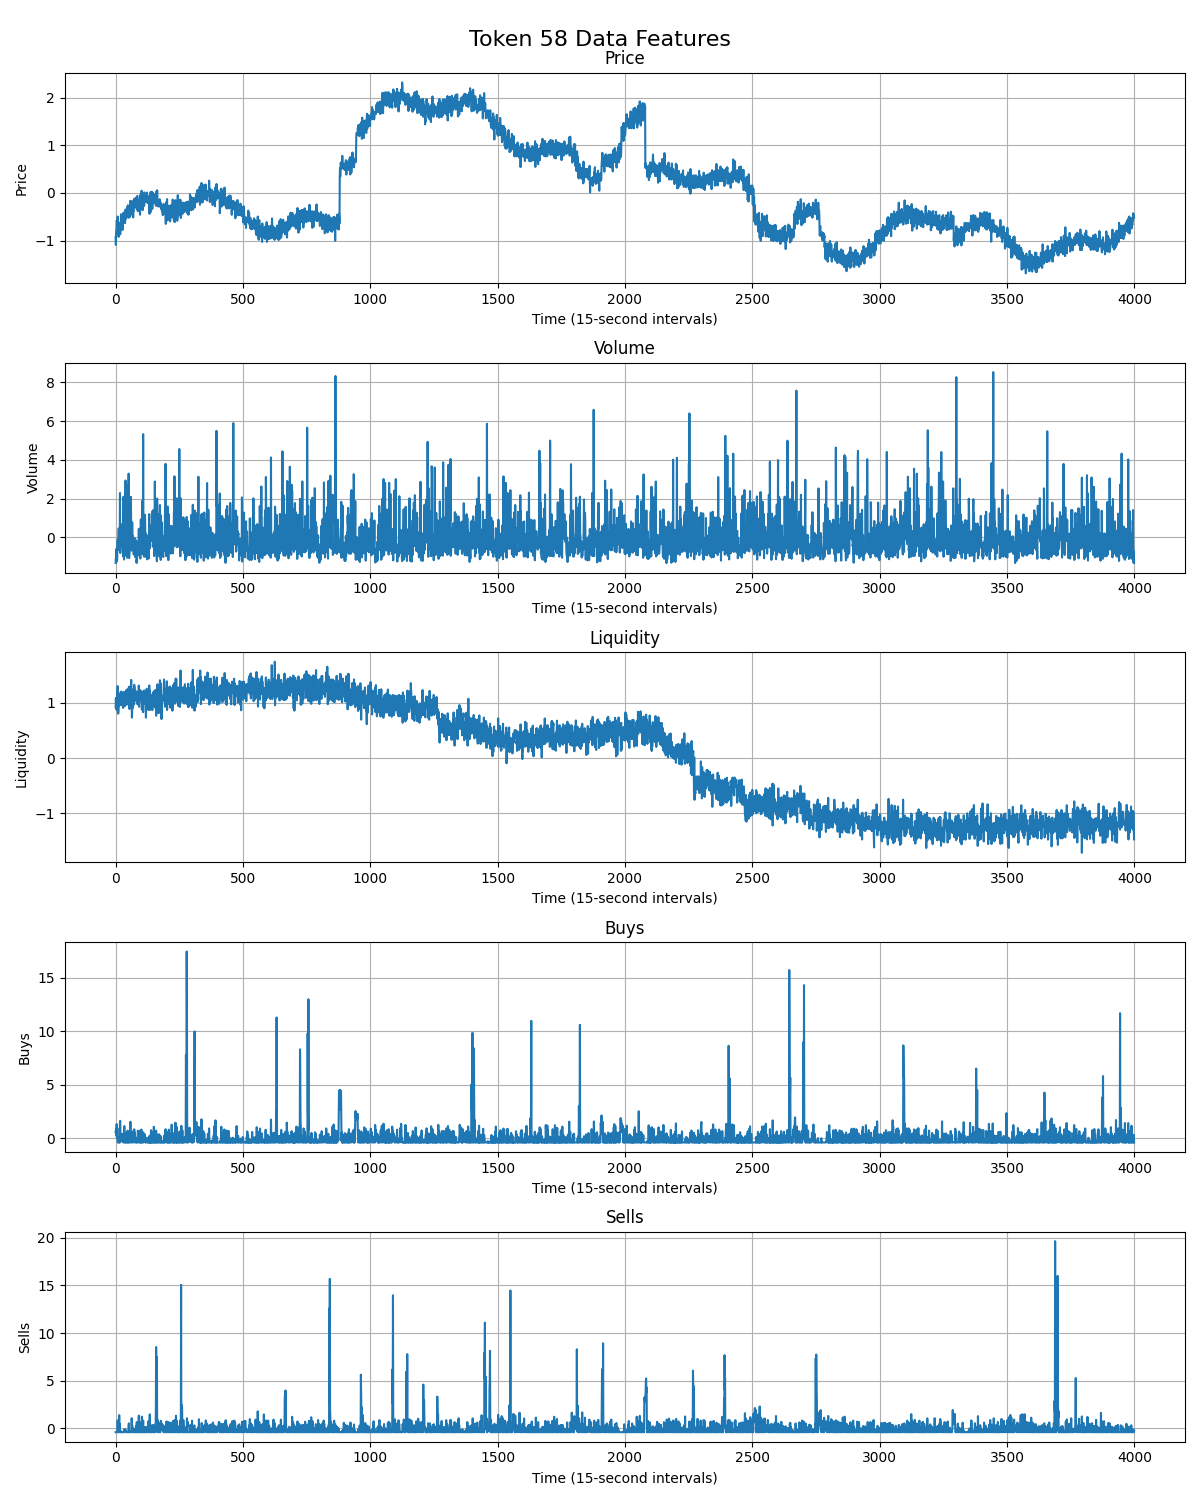 Token 58 Data Features
Price
Price
2
1
0
−1
0 500 1000 1500 2000 2500 3000 3500 4000
Time (15-second intervals)
Volume
Volume
8
6
4
2
0
0 500 1000 1500 2000 2500 3000 3500 4000
Time (15-second intervals)
Liquidity
Liquidity
1
0
−1
0 500 1000 1500 2000 2500 3000 3500 4000
Time (15-second intervals)
Buys
Buys
15
10
5
0
0 500 1000 1500 2000 2500 3000 3500 4000
Time (15-second intervals)
Sells
Sells
20
15
10
5
0
0 500 1000 1500 2000 2500 3000 3500 4000
Time (15-second intervals)